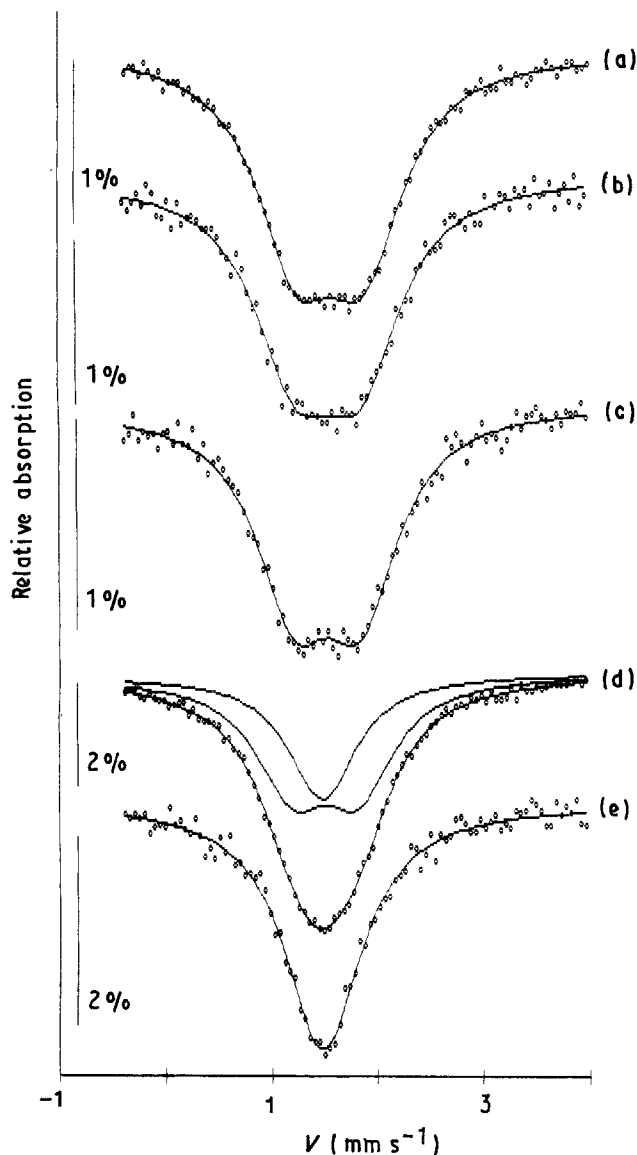 (a)
1%
(b)
1%
(c)
1%
(d)
2%
(e)
2%
Relative absorption
-1 1 3
V (mm s⁻¹)